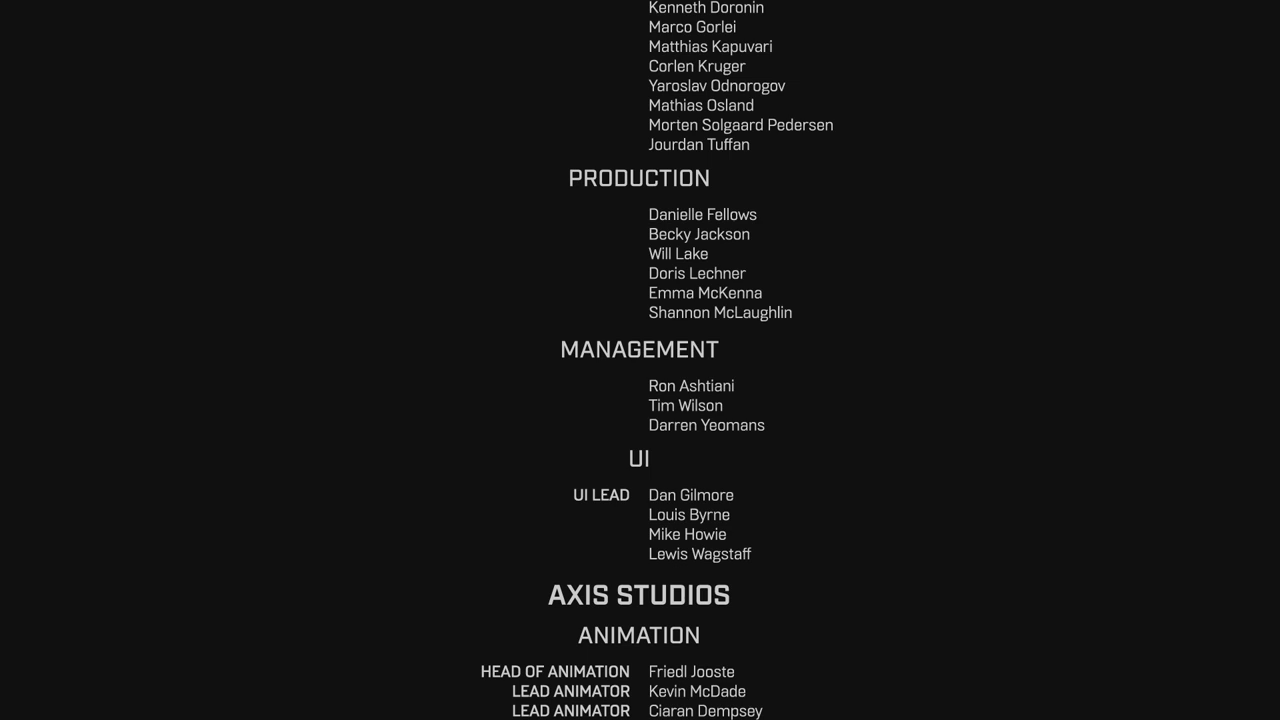 Kenneth Doronin
Marco Gorlei
Matthias Kapuvari
Corlen Kruger
Yaroslav Odnorogov
Mathias Osland
Morten Solgaard Pedersen
Jourdan Tuffan
PRODUCTION
Danielle Fellows
Becky Jackson
Will Lake
Doris Lechner
Emma McKenna
Shannon McLaughlin
MANAGEMENT
Ron Ashtiani
Tim Wilson
Darren Yeomans
UI
UI LEAD Dan Gilmore
Louis Byrne
Mike Howie
Lewis Wagstaff
AXIS STUDIOS
ANIMATION
HEAD OF ANIMATION Friedl Jooste
LEAD ANIMATOR Kevin McDade
LEAD ANIMATOR Ciaran Dempsey